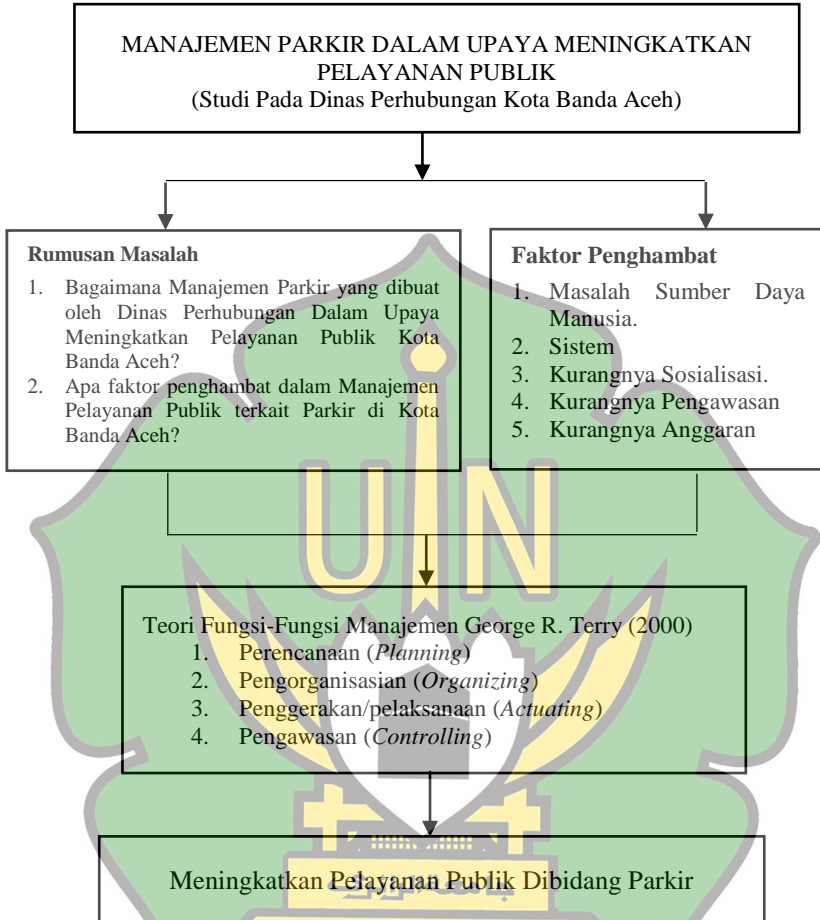 MANAJEMEN PARKIR DALAM UPAYA MENINGKATKAN
PELAYANAN PUBLIK
(Studi Pada Dinas Perhubungan Kota Banda Aceh)
Rumusan Masalah
1. Bagaimana Manajemen Parkir yang dibuat
oleh Dinas Perhubungan Dalam Upaya
Meningkatkan Pelayanan Publik Kota
Banda Aceh?
2. Apa faktor penghambat dalam Manajemen
Pelayanan Publik terkait Parkir di Kota
Banda Aceh?
Faktor Penghambat
1. Masalah Sumber Daya
Manusia.
2. Sistem
3. Kurangnya Sosialisasi.
4. Kurangnya Pengawasan
5. Kurangnya Anggaran
UIN
Teori Fungsi-Fungsi Manajemen George R. Terry (2000)
1. Perencanaan (Planning)
2. Pengorganisasian (Organizing)
3. Penggerakan/pelaksanaan (Actuating)
4. Pengawasan (Controlling)
Meningkatkan Pelayanan Publik Dibidang Parkir